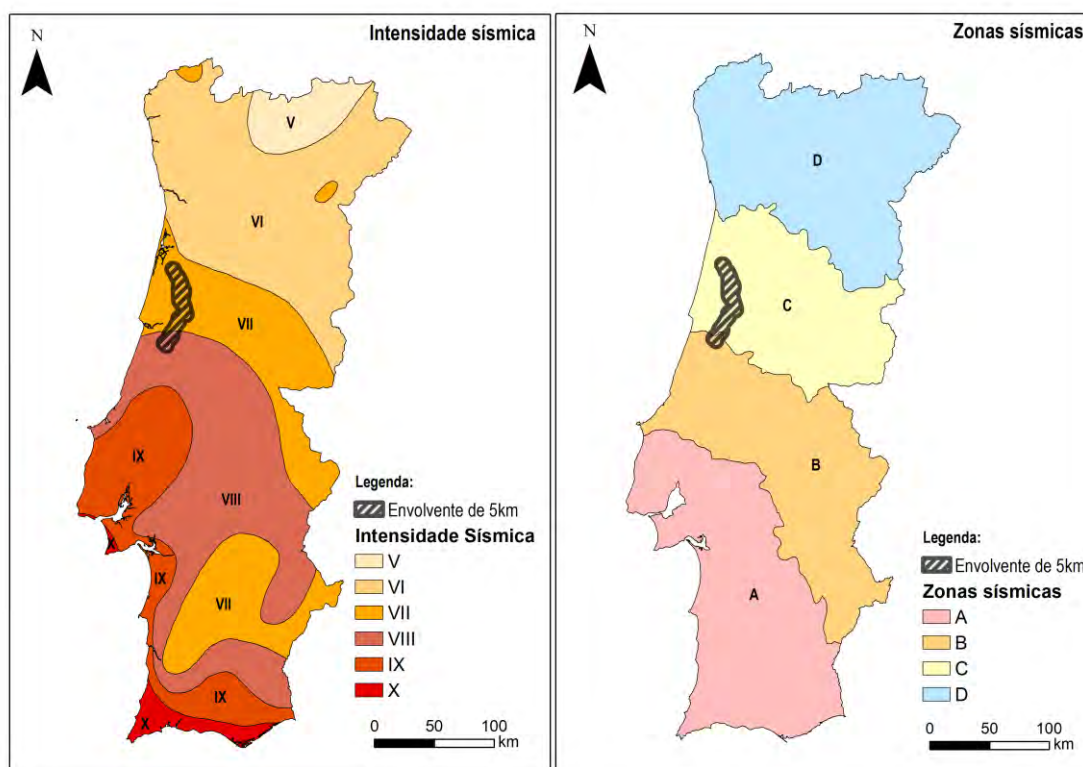 Intensidade sísmica
N
V
VI
VII
IX
VIII
X
IX
VII
IX
X
Legenda:
Envolvente de 5km
Intensidade Sísmica
V
VI
VII
VIII
IX
X
0 50 100
km
Zonas sísmicas
N
D
C
B
A
Legenda:
Envolvente de 5km
Zonas sísmicas
A
B
C
D
0 50 100
km